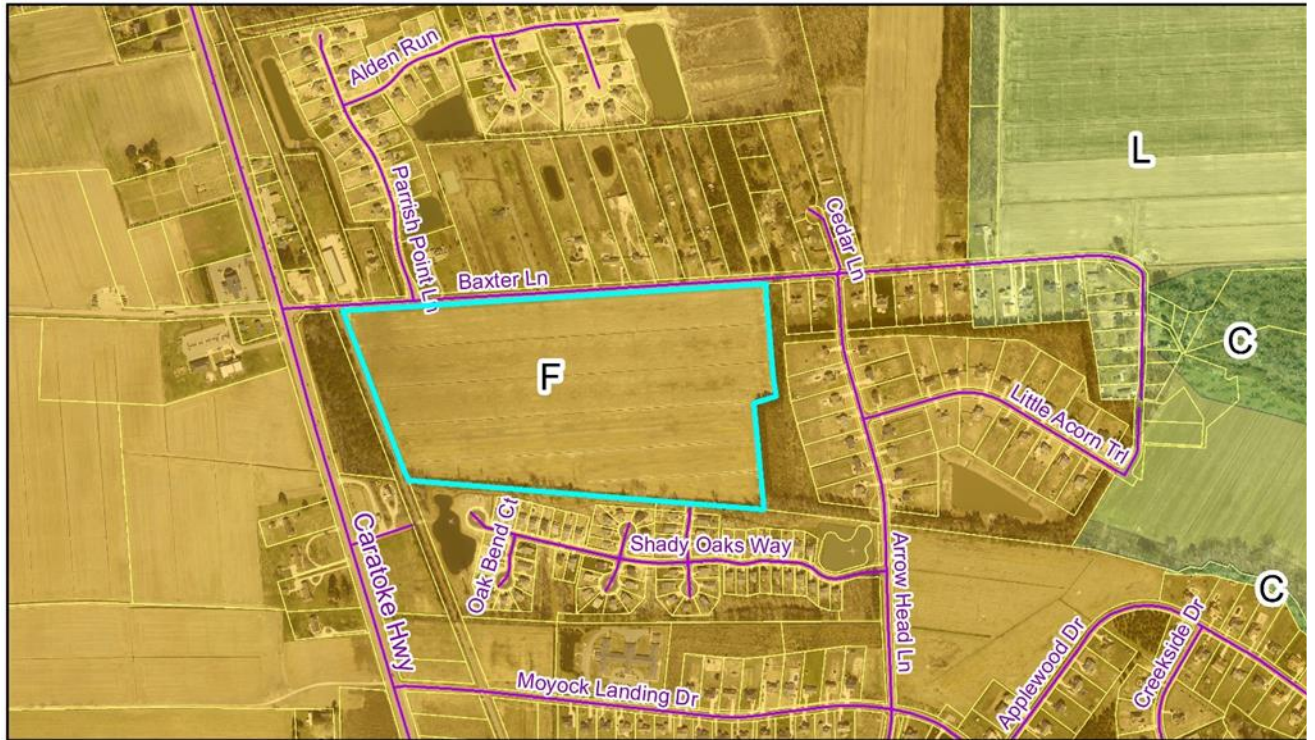 Alden Run
L
Parrish Point Ln
Cedar Ln
Baxter Ln
C
F
Little Acorn Trl
Caratoke Hwy
Oak Bend Ct
Shady Oaks Way
Arrow Head Ln
C
Applewood Dr
Creekside Dr
Moyock Landing Dr